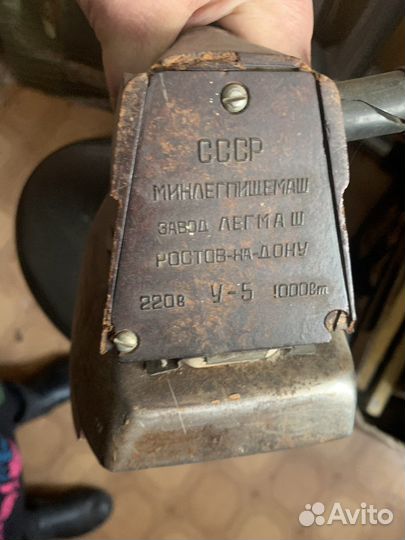 СССР
МИНЛЕГПИЩЕМАШ
ЗАВОД ЛЕГМАШ
РОСТОВ-НА-ДОНУ
220в У-5 1000Вт
Avito